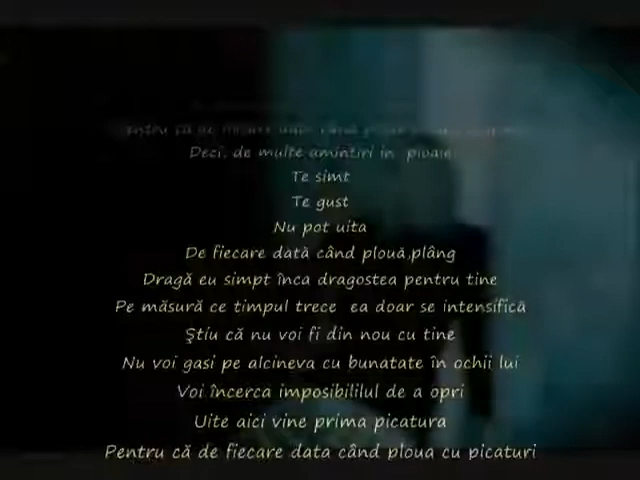 Deci, de multe amintiri in ploaie
Te simt
Te gust
Nu pot uita
De fiecare dată când plouă,plâng
Dragă eu simpt înca dragostea pentru tine
Pe măsură ce timpul trece ea doar se intensifică
Ştiu că nu voi fi din nou cu tine
Nu voi gasi pe alcineva cu bunatate în ochii lui
Voi încerca imposibililul de a opri
Uite aici vine prima picatura
Pentru că de fiecare data când ploua cu picaturi